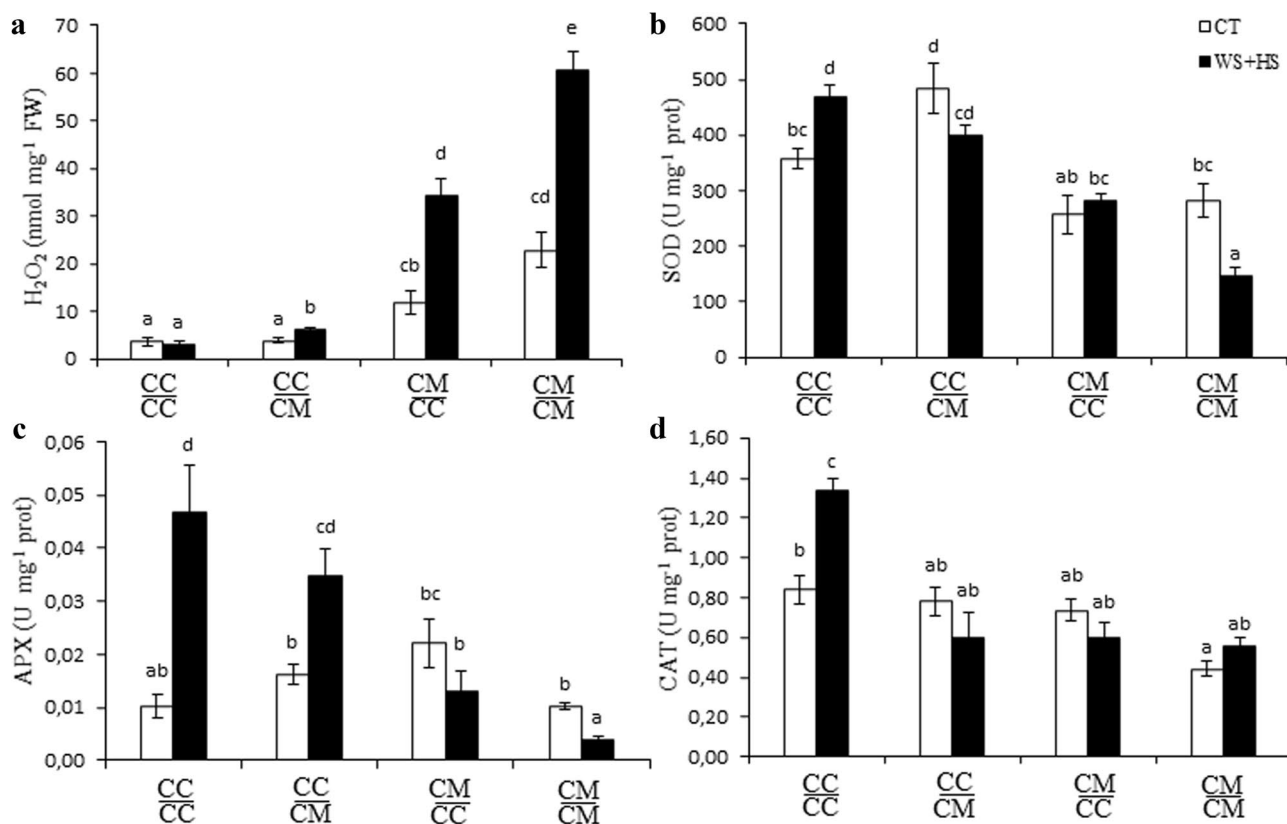 a
H₂O₂ (nmol mg⁻¹ FW)
70
60
50
40
30
20
10
0
a a a b cb d cd e
CC CC CM CM
CC CM CC CM
b
SOD (U mg⁻¹ prot)
600
500
400
300
200
100
0
bc d d cd ab bc bc a
CT
WS+HS
CC CC CM CM
CC CM CC CM
c
APX (U mg⁻¹ prot)
0,06
0,05
0,04
0,03
0,02
0,01
0,00
ab d b cd bc b b a
CC CC CM CM
CC CM CC CM
d
CAT (U mg⁻¹ prot)
1,60
1,40
1,20
1,00
0,80
0,60
0,40
0,20
0,00
b c ab ab ab ab a ab
CC CC CM CM
CC CM CC CM